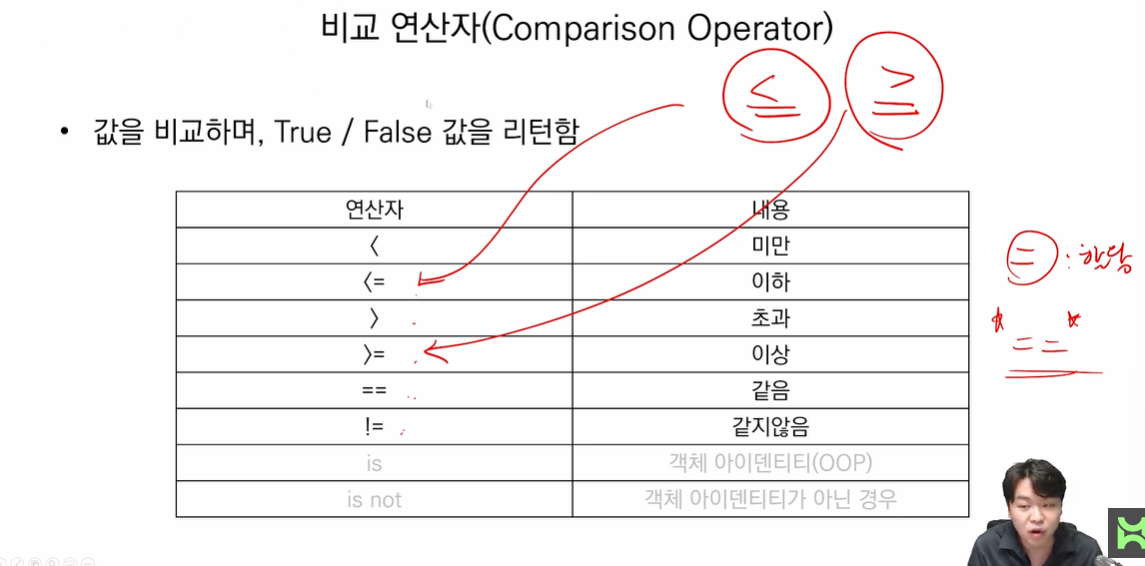 비교 연산자(Comparison Operator)
≤ ≥
• 값을 비교하며, True / False 값을 리턴함
연산자 내용
< 미만
<= 이하
> 초과
>= 이상
== 같음
!= 같지않음
is 객체 아이덴티티(OOP)
is not 객체 아이덴티티가 아닌 경우
= : 할당
==